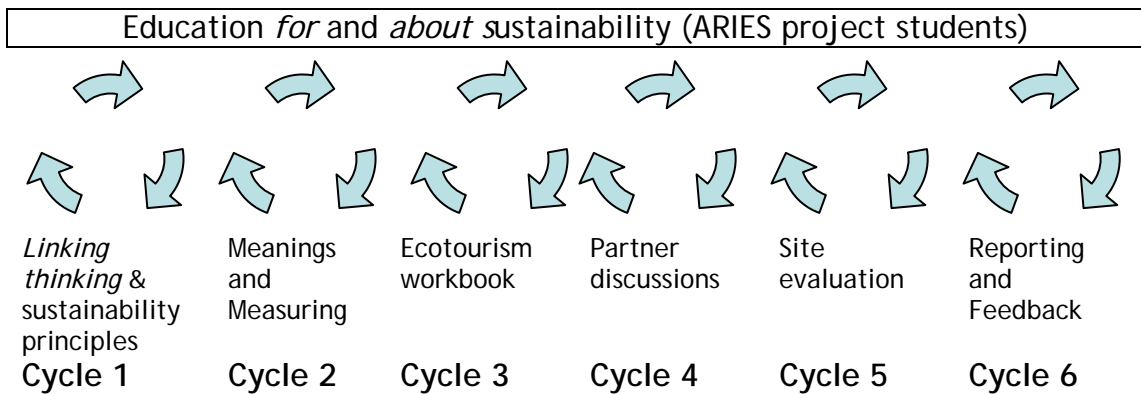 Education for and about sustainability (ARIES project students)
Linking
thinking &
sustainability
principles
Cycle 1
Meanings
and
Measuring
Cycle 2
Ecotourism
workbook
Cycle 3
Partner
discussions
Cycle 4
Site
evaluation
Cycle 5
Reporting
and
Feedback
Cycle 6